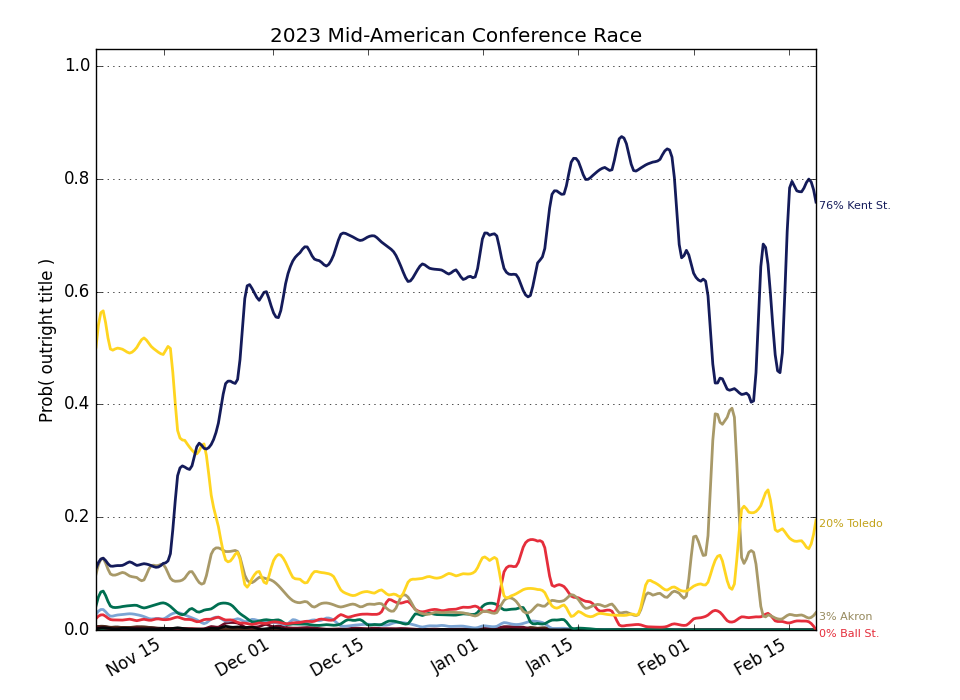 2023 Mid-American Conference Race
Prob( outright title )
1.0
0.8
0.6
0.4
0.2
0.0
76% Kent St.
20% Toledo
3% Akron
0% Ball St.
Nov 15
Dec 01
Dec 15
Jan 01
Jan 15
Feb 01
Feb 15